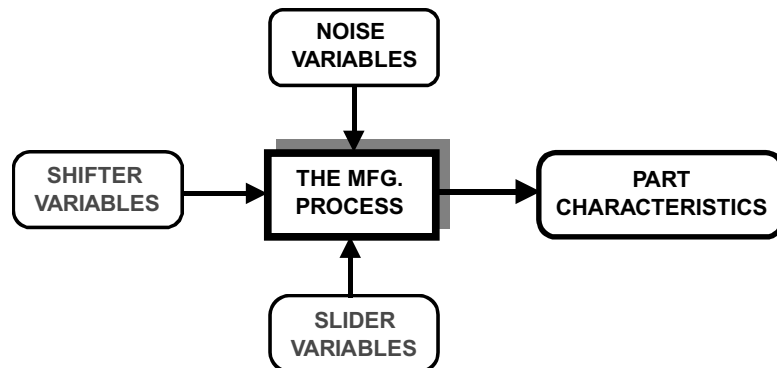 NOISE
VARIABLES
SHIFTER
VARIABLES
THE MFG.
PROCESS
PART
CHARACTERISTICS
SLIDER
VARIABLES